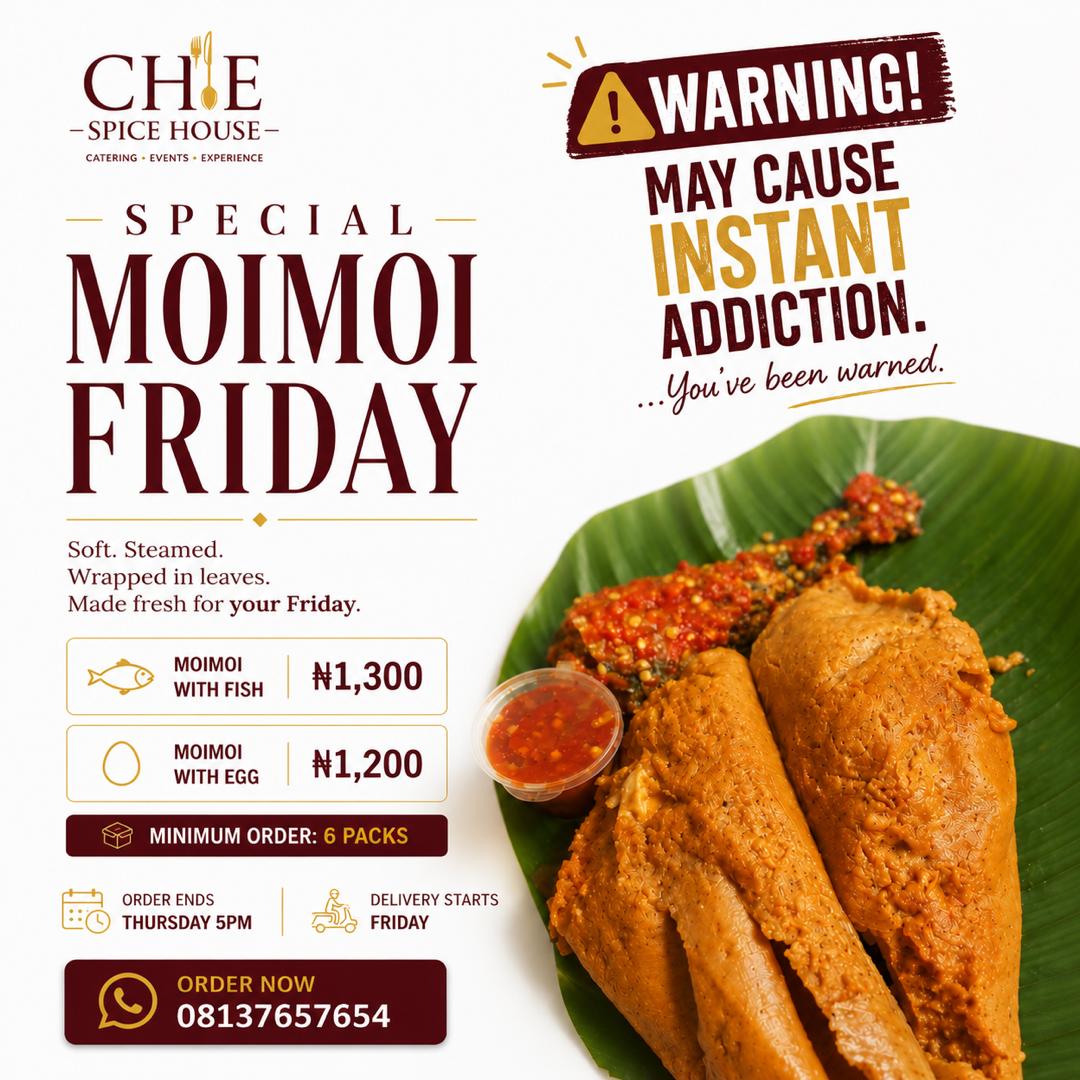 CHIE
SPICE HOUSE
CATERING • EVENTS • EXPERIENCE
SPECIAL
MOIMOI
FRIDAY
Soft. Steamed.
Wrapped in leaves.
Made fresh for your Friday.
MOIMOI
WITH FISH
₦1,300
MOIMOI
WITH EGG
₦1,200
MINIMUM ORDER: 6 PACKS
ORDER ENDS
THURSDAY 5PM
DELIVERY STARTS
FRIDAY
ORDER NOW
08137657654
WARNING!
MAY CAUSE
INSTANT
ADDICTION.
...You've been warned.